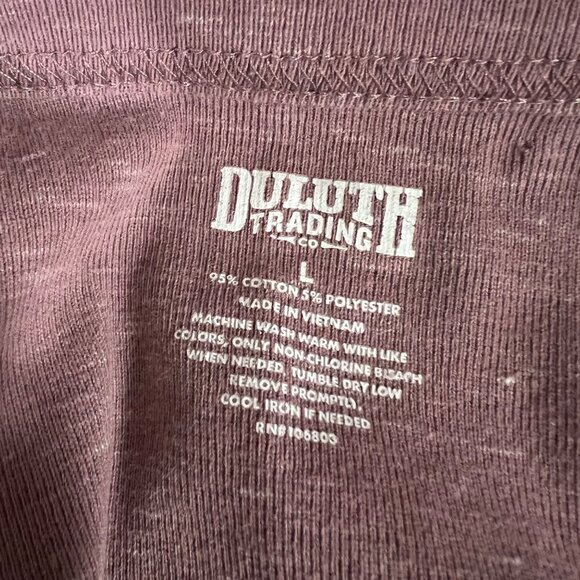 DULUTH
TRADING
CO
L
95% COTTON, 5% POLYESTER
MADE IN VIETNAM
MACHINE WASH WARM WITH LIKE
COLORS, ONLY NON-CHLORINE BLEACH
WHEN NEEDED, TUMBLE DRY LOW
REMOVE PROMPTLY,
COOL IRON IF NEEDED
RN# 106803